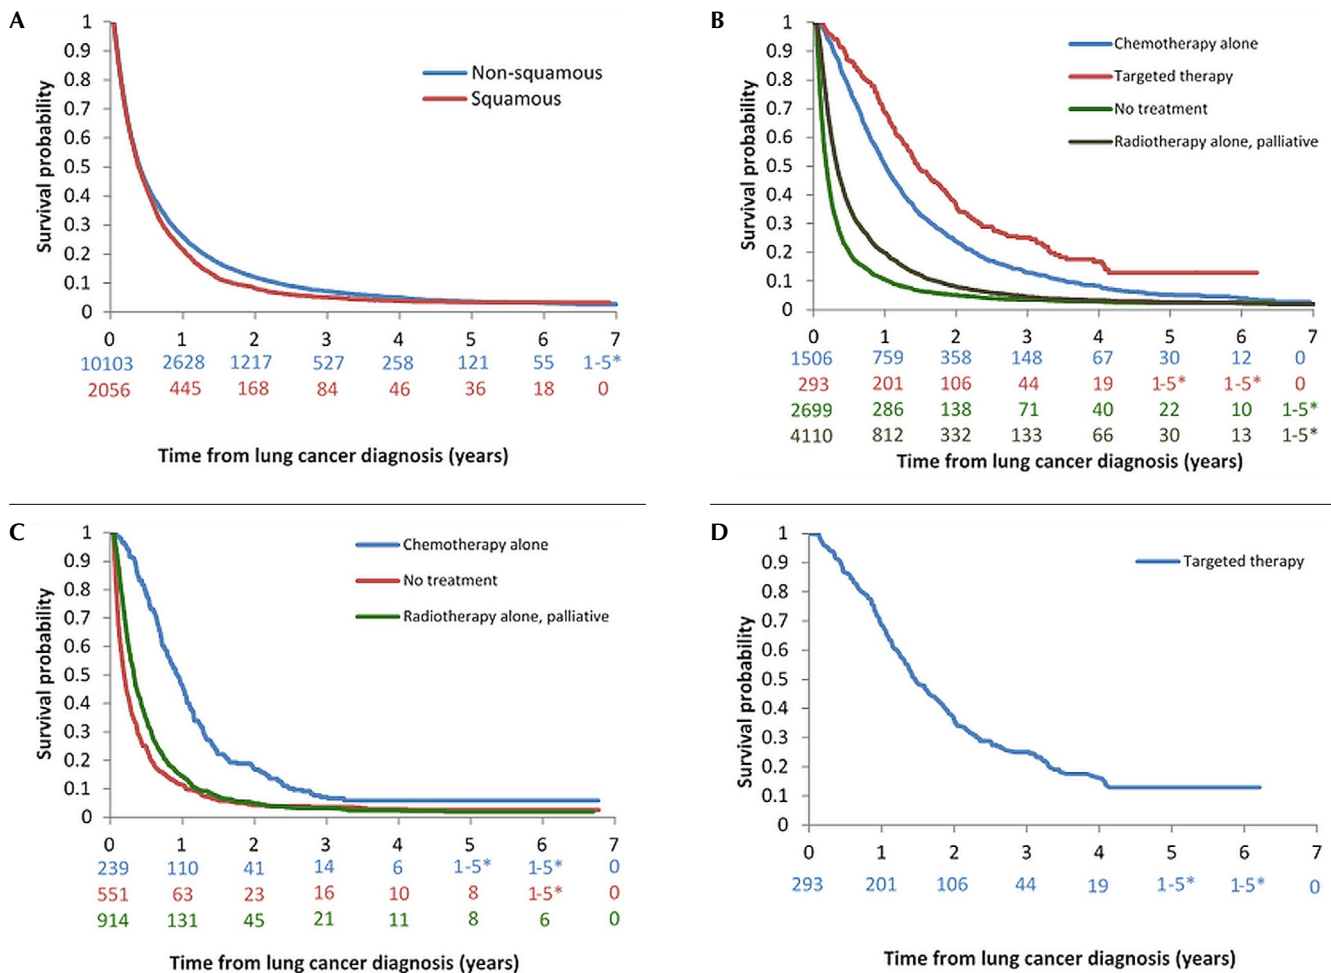 A
1
0.9
0.8
0.7
0.6
0.5
0.4
0.3
0.2
0.1
0
Survival probability
Non-squamous
Squamous
0 1 2 3 4 5 6 7
10103 2628 1217 527 258 121 55 1-5*
2056 445 168 84 46 36 18 0
Time from lung cancer diagnosis (years)
B
1
0.9
0.8
0.7
0.6
0.5
0.4
0.3
0.2
0.1
0
Survival probability
Chemotherapy alone
Targeted therapy
No treatment
Radiotherapy alone, palliative
0 1 2 3 4 5 6 7
1506 759 358 148 67 30 12 0
293 201 106 44 19 1-5* 1-5* 0
2699 286 138 71 40 22 10 1-5*
4110 812 332 133 66 30 13 1-5*
Time from lung cancer diagnosis (years)
C
1
0.9
0.8
0.7
0.6
0.5
0.4
0.3
0.2
0.1
0
Survival probability
Chemotherapy alone
No treatment
Radiotherapy alone, palliative
0 1 2 3 4 5 6 7
239 110 41 14 6 1-5* 1-5* 0
551 63 23 16 10 8 1-5* 0
914 131 45 21 11 8 6 0
Time from lung cancer diagnosis (years)
D
1
0.9
0.8
0.7
0.6
0.5
0.4
0.3
0.2
0.1
0
Survival probability
Targeted therapy
0 1 2 3 4 5 6 7
293 201 106 44 19 1-5* 1-5* 0
Time from lung cancer diagnosis (years)